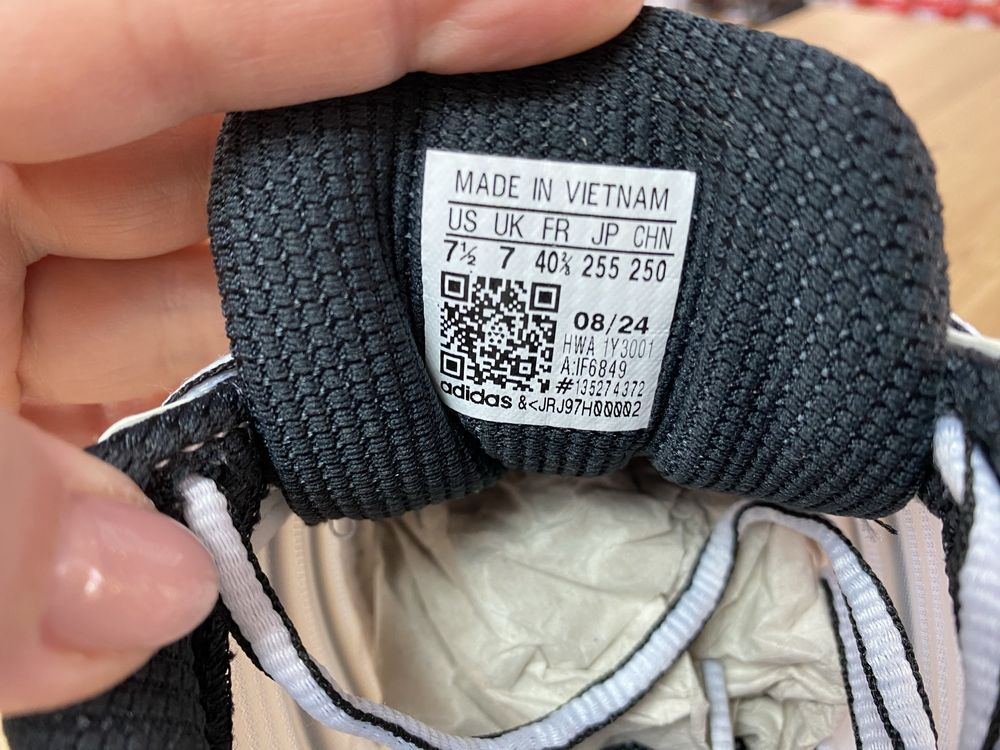 MADE IN VIETNAM
US UK FR JP CHN
7½ 7 40⅔ 255 250
08/24
HWA 1Y3001
A:IF6849
#135274372
adidas &<JRJ97H00002